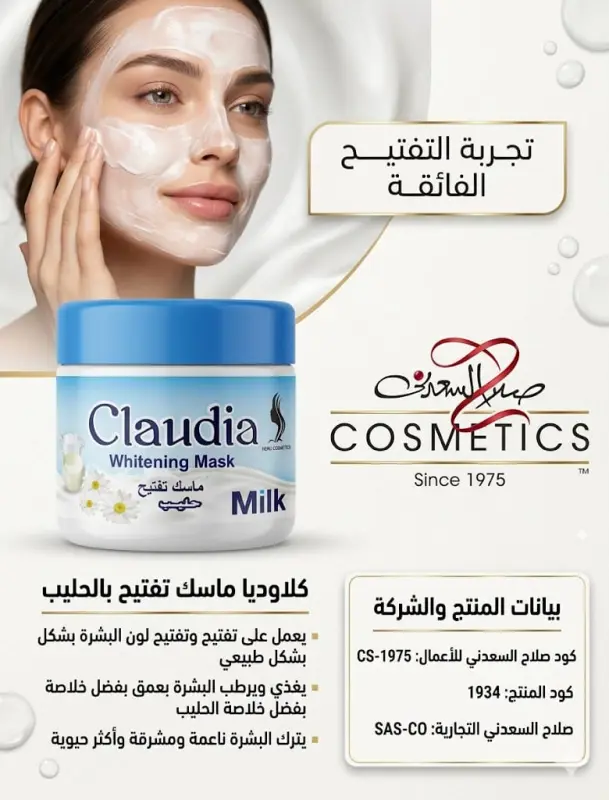 تجربة التفتيح
الفائقة
صلاح السعدني
COSMETICS
TM
Since 1975
Claudia
Whitening Mask
ماسك تفتيح
حليب
Milk
كلاوديا ماسك تفتيح بالحليب
يعمل على تفتيح وتفتيح لون البشرة بشكل
بشكل طبيعي
يغذي ويرطب البشرة بعمق بفضل خلاصة
بفضل خلاصة الحليب
يترك البشرة ناعمة ومشرقة وأكثر حيوية
بيانات المنتج والشركة
كود صلاح السعدني للأعمال: CS-1975
كود المنتج: 1934
صلاح السعدني التجارية: SAS-CO